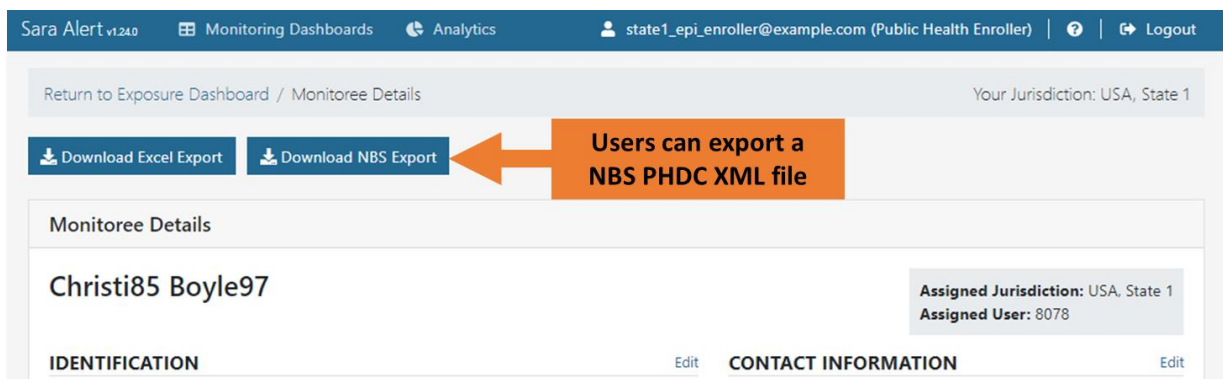 Sara Alert v1.24.0 Monitoring Dashboards Analytics state1_epi_enroller@example.com (Public Health Enroller) | | Logout
Return to Exposure Dashboard / Monitoree Details Your Jurisdiction: USA, State 1
Download Excel Export Download NBS Export
Users can export a
NBS PHDC XML file
Monitoree Details
Christi85 Boyle97
Assigned Jurisdiction: USA, State 1
Assigned User: 8078
IDENTIFICATION Edit CONTACT INFORMATION Edit